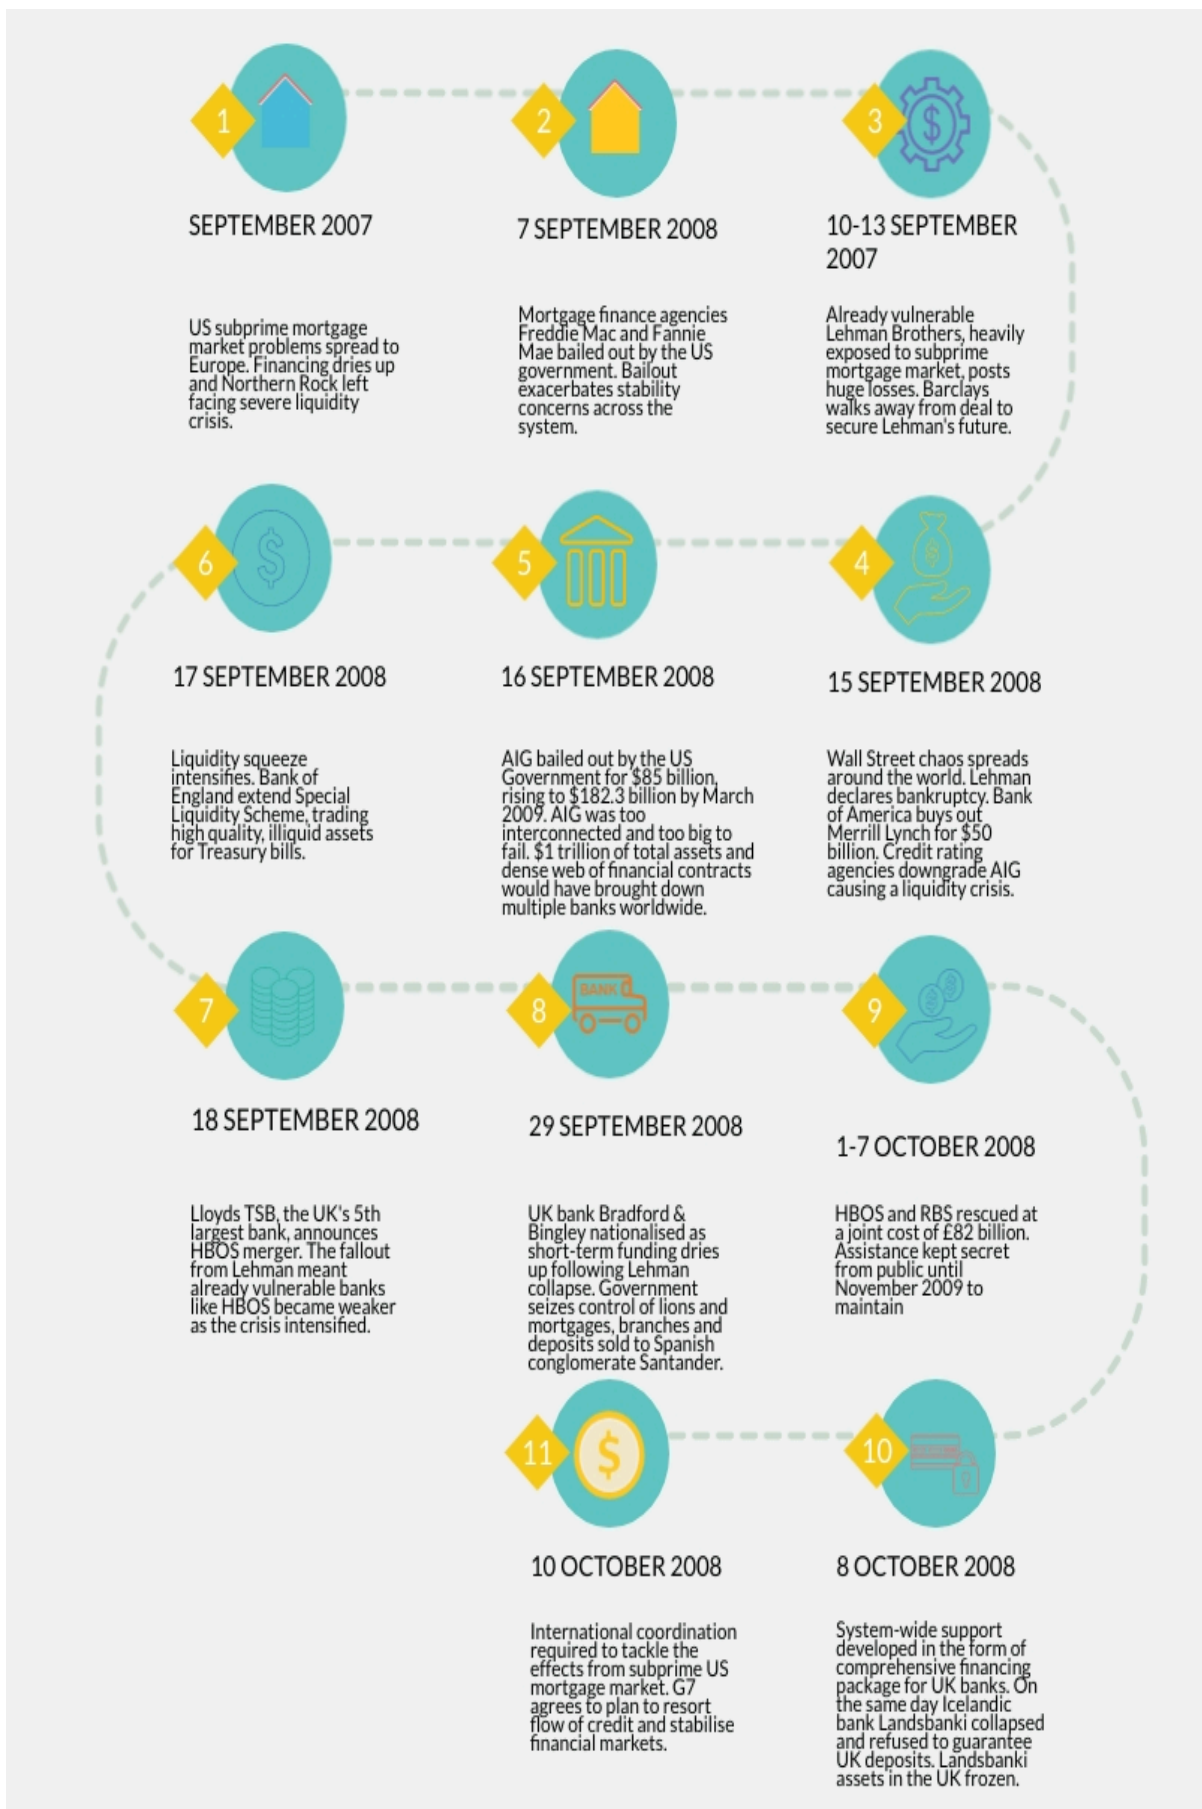 1
SEPTEMBER 2007
US subprime mortgage
market problems spread to
Europe. Financing dries up
and Northern Rock left
facing severe liquidity
crisis.
2
7 SEPTEMBER 2008
Mortgage finance agencies
Freddie Mac and Fannie
Mae bailed out by the US
government. Bailout
exacerbates stability
concerns across the
system.
3
10-13 SEPTEMBER
2007
Already vulnerable
Lehman Brothers, heavily
exposed to subprime
mortgage market, posts
huge losses. Barclays
walks away from deal to
secure Lehman's future.
4
15 SEPTEMBER 2008
Wall Street chaos spreads
around the world. Lehman
declares bankruptcy. Bank
of America buys out
Merrill Lynch for $50
billion. Credit rating
agencies downgrade AIG
causing a liquidity crisis.
5
16 SEPTEMBER 2008
AIG bailed out by the US
Government for $85 billion,
rising to $182.3 billion by March
2009. AIG was too
interconnected and too big to
fail. $1 trillion of total assets and
dense web of financial contracts
would have brought down
multiple banks worldwide.
6
17 SEPTEMBER 2008
Liquidity squeeze
intensifies. Bank of
England extend Special
Liquidity Scheme, trading
high quality, illiquid assets
for Treasury bills.
7
18 SEPTEMBER 2008
Lloyds TSB, the UK's 5th
largest bank, announces
HBOS merger. The fallout
from Lehman meant
already vulnerable banks
like HBOS became weaker
as the crisis intensified.
8
BANK
29 SEPTEMBER 2008
UK bank Bradford &
Bingley nationalised as
short-term funding dries
up following Lehman
collapse. Government
seizes control of lions and
mortgages, branches and
deposits sold to Spanish
conglomerate Santander.
9
1-7 OCTOBER 2008
HBOS and RBS rescued at
a joint cost of £82 billion.
Assistance kept secret
from public until
November 2009 to
maintain
10
8 OCTOBER 2008
System-wide support
developed in the form of
comprehensive financing
package for UK banks. On
the same day Icelandic
bank Landsbanki collapsed
and refused to guarantee
UK deposits. Landsbanki
assets in the UK frozen.
11
$
10 OCTOBER 2008
International coordination
required to tackle the
effects from subprime US
mortgage market. G7
agrees to plan to resort
flow of credit and stabilise
financial markets.